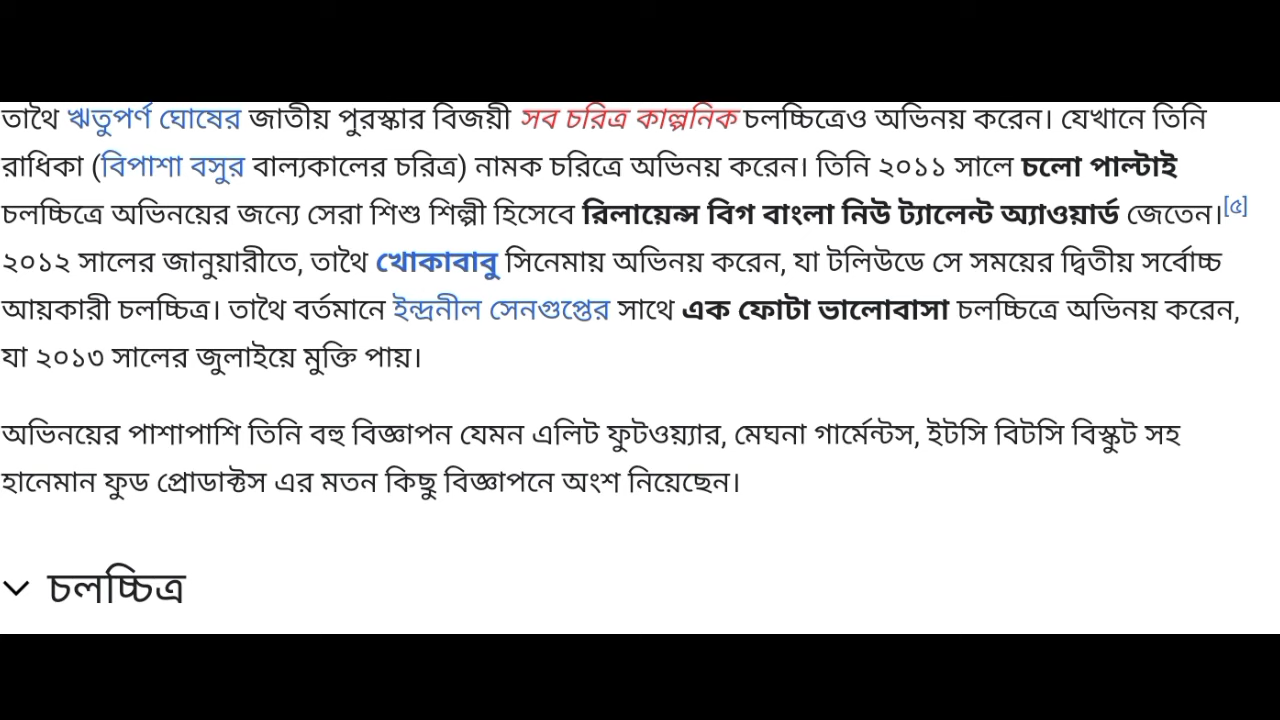 তাথৈ ঋতুপর্ণ ঘোষের জাতীয় পুরস্কার বিজয়ী সব চরিত্র কাল্পনিক চলচ্চিত্রেও অভিনয় করেন। যেখানে তিনি
রাধিকা (বিপাশা বসুর বাল্যকালের চরিত্র) নামক চরিত্রে অভিনয় করেন। তিনি ২০১১ সালে চলো পাল্টাই
চলচ্চিত্রে অভিনয়ের জন্যে সেরা শিশু শিল্পী হিসেবে রিলায়েন্স বিগ বাংলা নিউ ট্যালেন্ট অ্যাওয়ার্ড জেতেন।[৫]
২০১২ সালের জানুয়ারীতে, তাথৈ খোকাবাবু সিনেমায় অভিনয় করেন, যা টলিউডে সে সময়ের দ্বিতীয় সর্বোচ্চ
আয়কারী চলচ্চিত্র। তাথৈ বর্তমানে ইন্দ্রনীল সেনগুপ্তের সাথে এক ফোটা ভালোবাসা চলচ্চিত্রে অভিনয় করেন,
যা ২০১৩ সালের জুলাইয়ে মুক্তি পায়।
অভিনয়ের পাশাপাশি তিনি বহু বিজ্ঞাপন যেমন এলিট ফুটওয়্যার, মেঘনা গার্মেন্টস, ইটসি বিটসি বিস্কুট সহ
হানেমান ফুড প্রোডাক্টস এর মতন কিছু বিজ্ঞাপনে অংশ নিয়েছেন।
চলচ্চিত্র